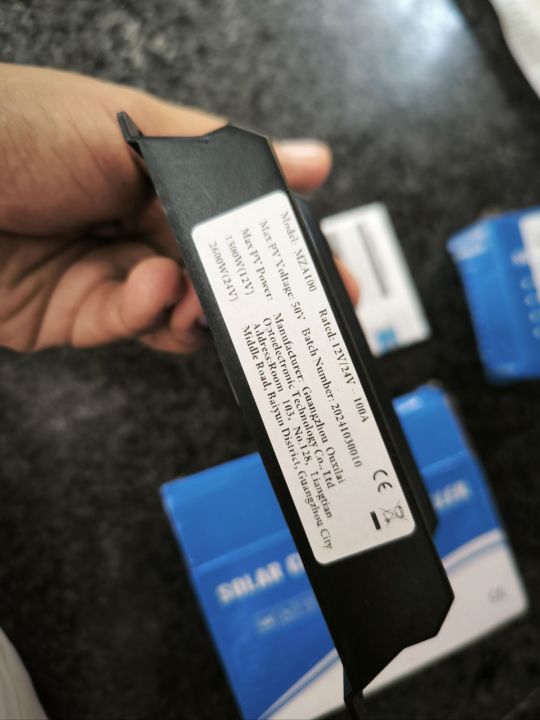 Model: MZA100 Rated: 12V/24V 100A
Max PV Voltage: 50V Batch Number: 20241030010
Max PV Power:
1300W(12V)
2600W(24V)
Manufacturer: Guangzhou Ouxilai
Optoelectronic Technology Co., Ltd
Address:Room 103, No.128, Liangtian
Middle Road, Baiyun District, Guangzhou City
CE
SOLAR